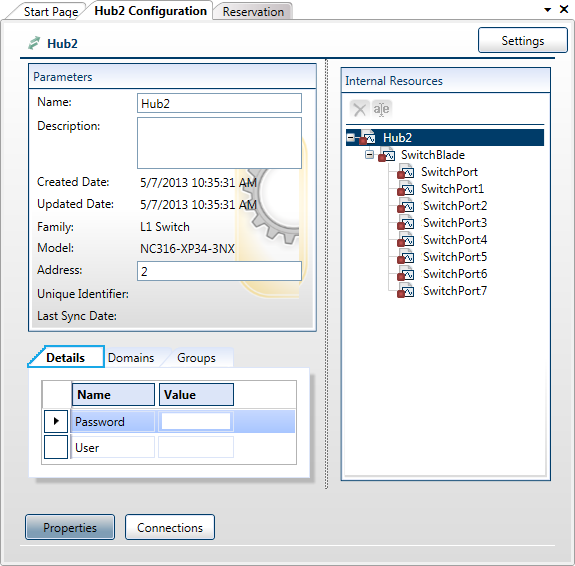 Start Page
Hub2 Configuration
Reservation
Hub2
Settings
Parameters
Name:
Hub2
Description:
Created Date:
5/7/2013 10:35:31 AM
Updated Date:
5/7/2013 10:35:31 AM
Family:
L1 Switch
Model:
NC316-XP34-3NX
Address:
2
Unique Identifier:
Last Sync Date:
Details
Domains
Groups
Name
Value
Password
User
Properties
Connections
Internal Resources
Hub2
SwitchBlade
SwitchPort
SwitchPort1
SwitchPort2
SwitchPort3
SwitchPort4
SwitchPort5
SwitchPort6
SwitchPort7